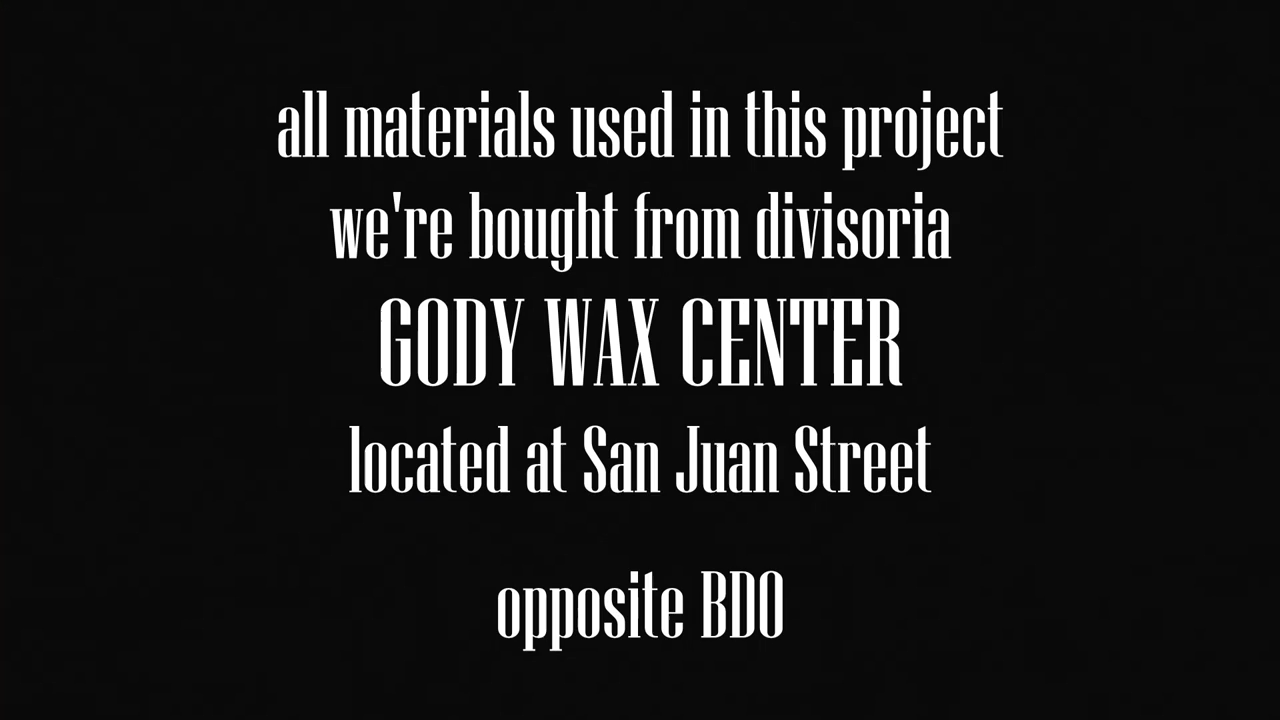 all materials used in this project
we're bought from divisoria
GODY WAX CENTER
located at San Juan Street
opposite BDO